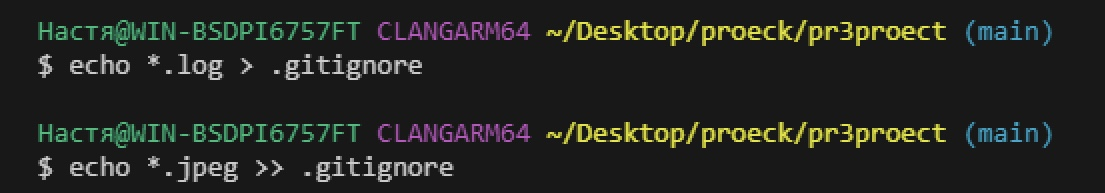 Настя@WIN-BSDPI6757FT CLANGARM64 ~/Desktop/proeck/pr3proect (main)
$ echo *.log > .gitignore
Настя@WIN-BSDPI6757FT CLANGARM64 ~/Desktop/proeck/pr3proect (main)
$ echo *.jpeg >> .gitignore